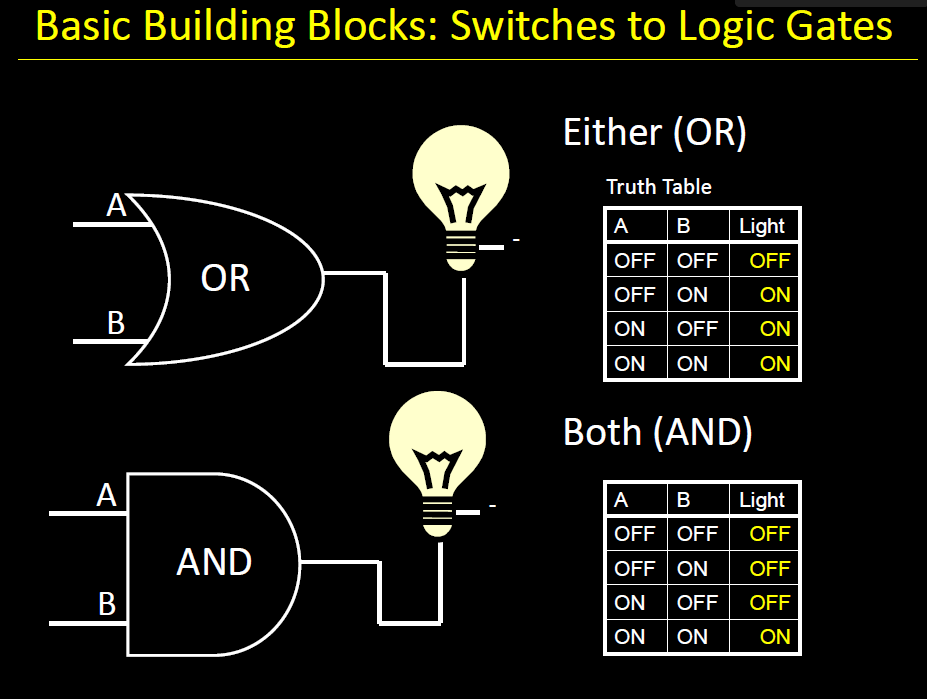 Basic Building Blocks: Switches to Logic Gates
Either (OR)
Truth Table
A B Light
OFF OFF OFF
OFF ON ON
ON OFF ON
ON ON ON
A
OR
B
-
Both (AND)
A B Light
OFF OFF OFF
OFF ON OFF
ON OFF OFF
ON ON ON
A
AND
B
-